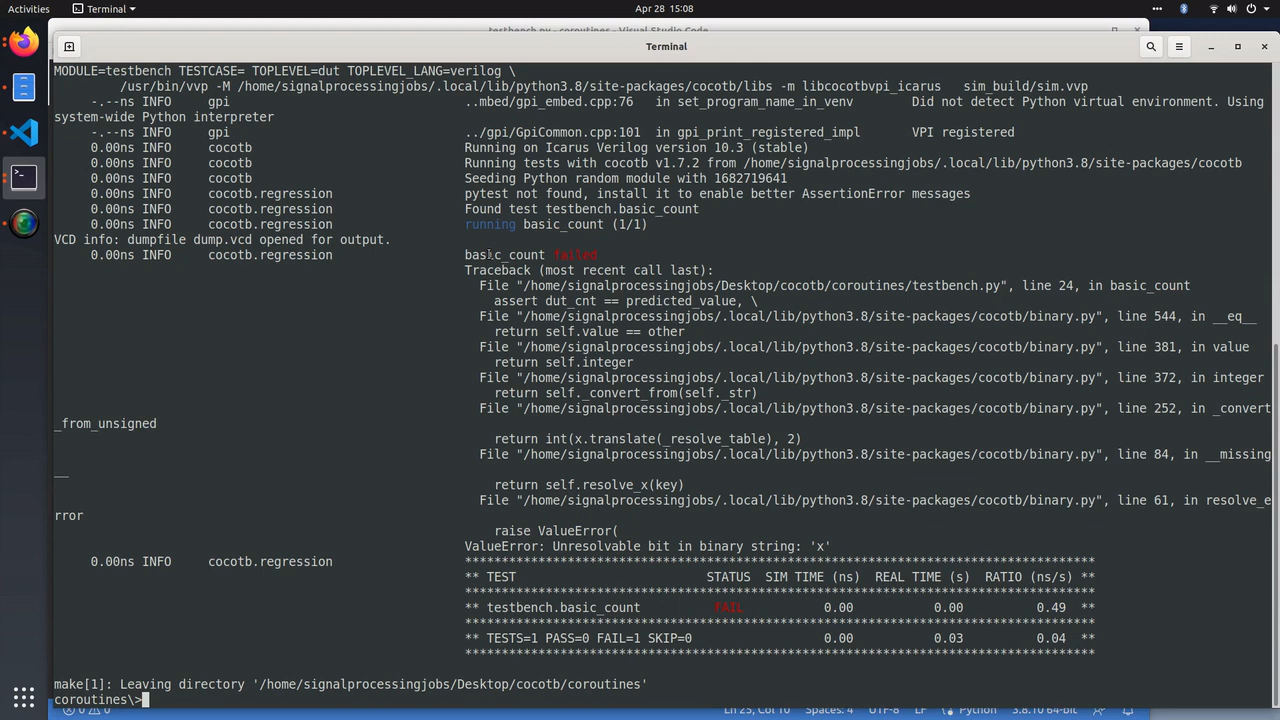 Activities Terminal Apr 28 15:08
testbench.py - coroutines - Visual Studio Code
Terminal
MODULE=testbench TESTCASE= TOPLEVEL=dut TOPLEVEL_LANG=verilog \
/usr/bin/vvp -M /home/signalprocessingjobs/.local/lib/python3.8/site-packages/cocotb/libs -m libcocotbvpi_icarus sim_build/sim.vvp
-.--ns INFO gpi ..mbed/gpi_embed.cpp:76 in set_program_name_in_venv Did not detect Python virtual environment. Using
system-wide Python interpreter
-.--ns INFO gpi ../gpi/GpiCommon.cpp:101 in gpi_print_registered_impl VPI registered
0.00ns INFO cocotb Running on Icarus Verilog version 10.3 (stable)
0.00ns INFO cocotb Running tests with cocotb v1.7.2 from /home/signalprocessingjobs/.local/lib/python3.8/site-packages/cocotb
0.00ns INFO cocotb Seeding Python random module with 1682719641
0.00ns INFO cocotb.regression pytest not found, install it to enable better AssertionError messages
0.00ns INFO cocotb.regression Found test testbench.basic_count
0.00ns INFO cocotb.regression running basic_count (1/1)
VCD info: dumpfile dump.vcd opened for output.
0.00ns INFO cocotb.regression basic_count failed
Traceback (most recent call last):
File "/home/signalprocessingjobs/Desktop/cocotb/coroutines/testbench.py", line 24, in basic_count
assert dut_cnt == predicted_value, \
File "/home/signalprocessingjobs/.local/lib/python3.8/site-packages/cocotb/binary.py", line 544, in __eq__
return self.value == other
File "/home/signalprocessingjobs/.local/lib/python3.8/site-packages/cocotb/binary.py", line 381, in value
return self.integer
File "/home/signalprocessingjobs/.local/lib/python3.8/site-packages/cocotb/binary.py", line 372, in integer
return self._convert_from(self._str)
File "/home/signalprocessingjobs/.local/lib/python3.8/site-packages/cocotb/binary.py", line 252, in _convert
_from_unsigned
return int(x.translate(_resolve_table), 2)
File "/home/signalprocessingjobs/.local/lib/python3.8/site-packages/cocotb/binary.py", line 84, in __missing
__
return self.resolve_x(key)
File "/home/signalprocessingjobs/.local/lib/python3.8/site-packages/cocotb/binary.py", line 61, in resolve_e
rror
raise ValueError(
ValueError: Unresolvable bit in binary string: 'x'
0.00ns INFO cocotb.regression **************************************************************************************
** TEST STATUS SIM TIME (ns) REAL TIME (s) RATIO (ns/s) **
**************************************************************************************
** testbench.basic_count FAIL 0.00 0.00 0.49 **
**************************************************************************************
** TESTS=1 PASS=0 FAIL=1 SKIP=0 0.00 0.03 0.04 **
**************************************************************************************
make[1]: Leaving directory '/home/signalprocessingjobs/Desktop/cocotb/coroutines'
coroutines\>
0 0 Ln 25, Col 10 Spaces: 4 UTF-8 LF Python 3.8.10 64-bit